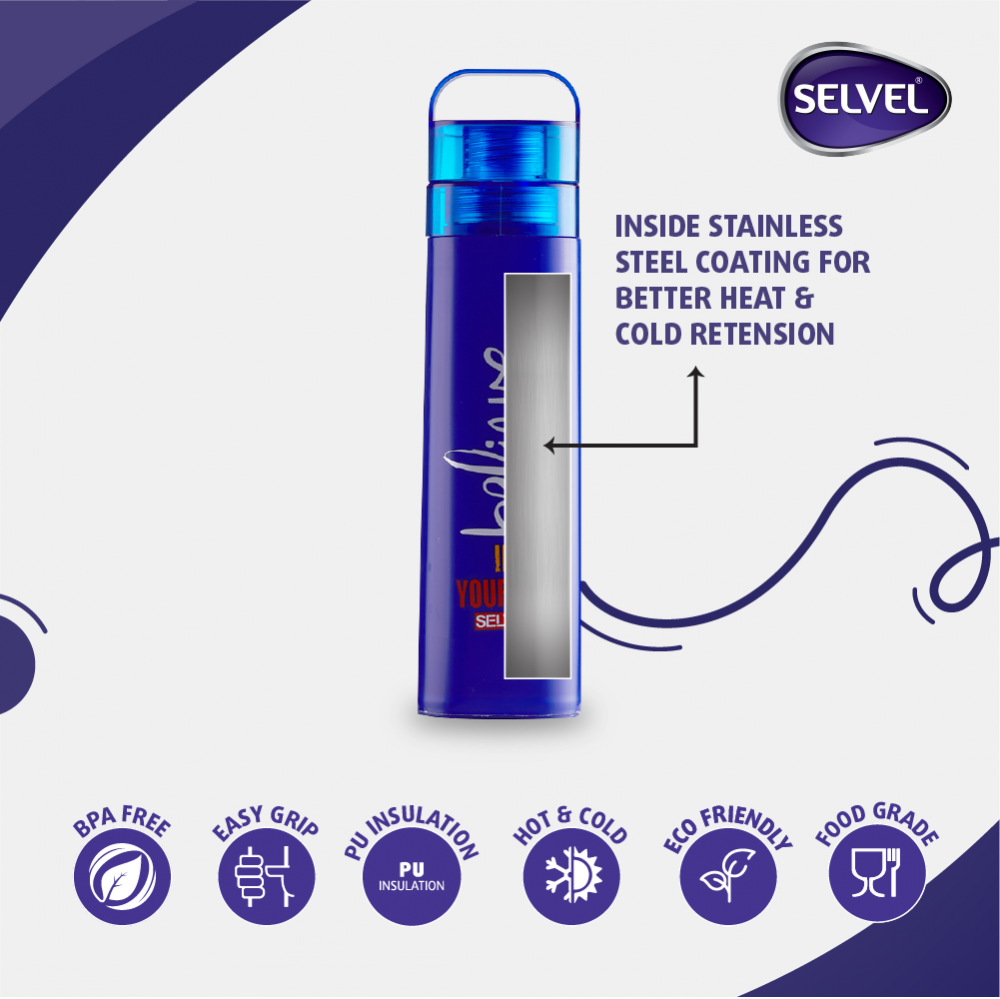 SELVEL®
INSIDE STAINLESS
STEEL COATING FOR
BETTER HEAT &
COLD RETENSION
believe
YOUR
SEL
BPA FREE
EASY GRIP
PU INSULATION
PU
INSULATION
HOT & COLD
ECO FRIENDLY
FOOD GRADE